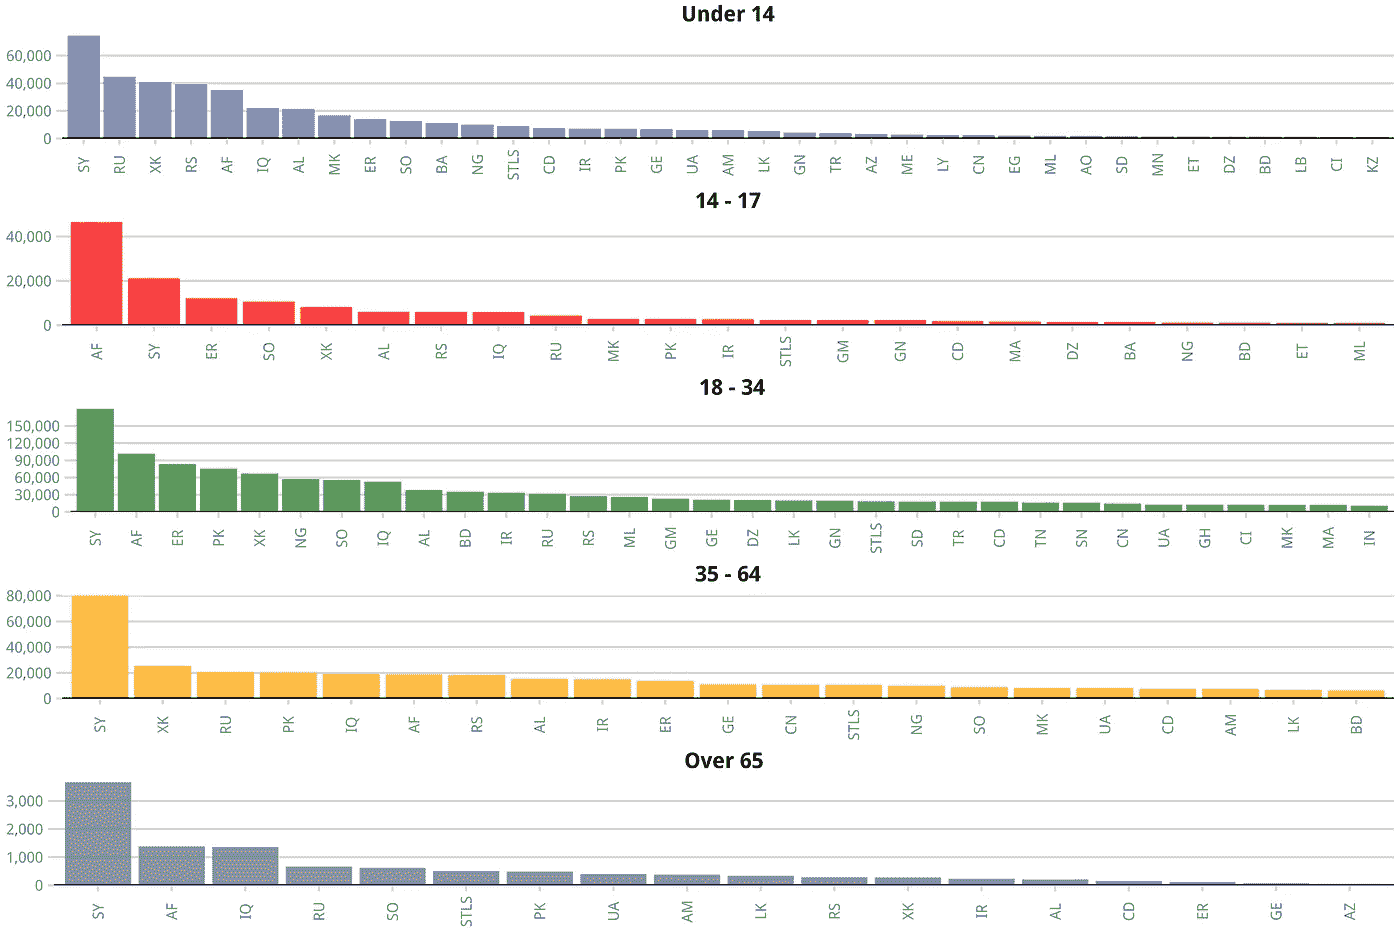 Under 14
60,000
40,000
20,000
0
SY RU XK RS AF IQ AL MK ER SO BA NG STLS CD IR PK GE UA AM LK GN TR AZ ME LY CN EG ML AO SD MN ET DZ BD LB CI KZ
14 - 17
40,000
20,000
0
AF SY ER SO XK AL RS IQ RU MK PK IR STLS GM GN CD MA DZ BA NG BD ET ML
18 - 34
150,000
120,000
90,000
60,000
30,000
0
SY AF ER PK XK NG SO IQ AL BD IR RU RS ML GM GE DZ LK GN STLS SD TR CD TN SN CN UA GH CI MK MA IN
35 - 64
80,000
60,000
40,000
20,000
0
SY XK RU PK IQ AF RS AL IR ER GE CN STLS NG SO MK UA CD AM LK BD
Over 65
3,000
2,000
1,000
0
SY AF IQ RU SO STLS PK UA AM LK RS XK IR AL CD ER GE AZ